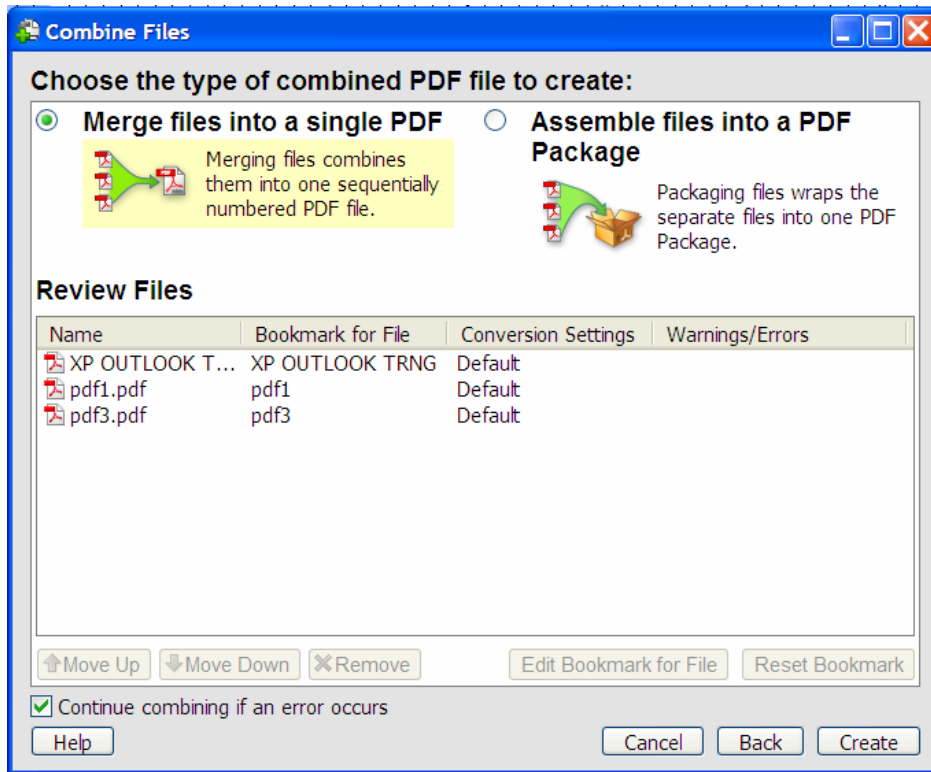 Combine Files
Choose the type of combined PDF file to create:
Merge files into a single PDF
Merging files combines
them into one sequentially
numbered PDF file.
Assemble files into a PDF
Package
Packaging files wraps the
separate files into one PDF
Package.
Review Files
Name Bookmark for File Conversion Settings Warnings/Errors
XP OUTLOOK T... XP OUTLOOK TRNG Default
pdf1.pdf pdf1 Default
pdf3.pdf pdf3 Default
Move Up Move Down Remove Edit Bookmark for File Reset Bookmark
Continue combining if an error occurs
Help Cancel Back Create